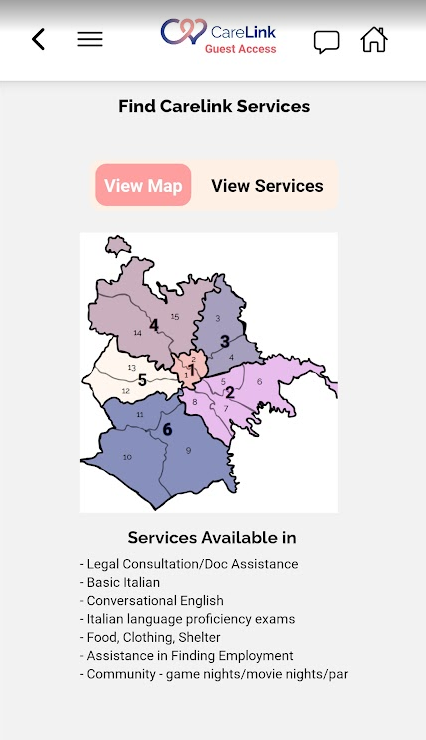 CareLink
Guest Access
Find Carelink Services
View Map
View Services
15
3
14
4
3
4
2
13
1
1
5
5
6
2
12
8
7
11
6
10
9
Services Available in
- Legal Consultation/Doc Assistance
- Basic Italian
- Conversational English
- Italian language proficiency exams
- Food, Clothing, Shelter
- Assistance in Finding Employment
- Community - game nights/movie nights/par